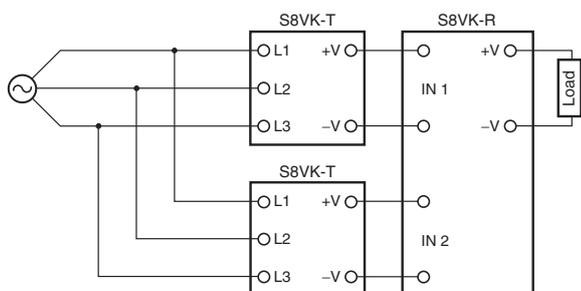 S8VK-T
S8VK-R
L1
+V
+V
L2
IN 1
Load
L3
−V
−V
S8VK-T
L1
+V
L2
IN 2
L3
−V